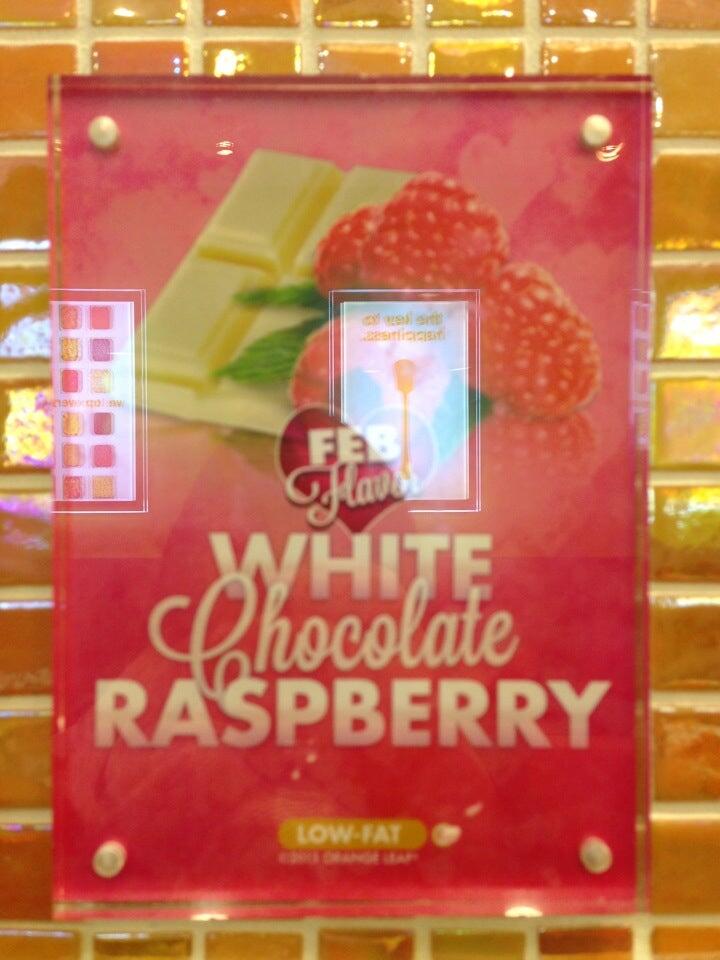 the key to
happiness.
FEB
Flavor
WHITE
Chocolate
RASPBERRY
LOW-FAT
©2013 ORANGE LEAF®